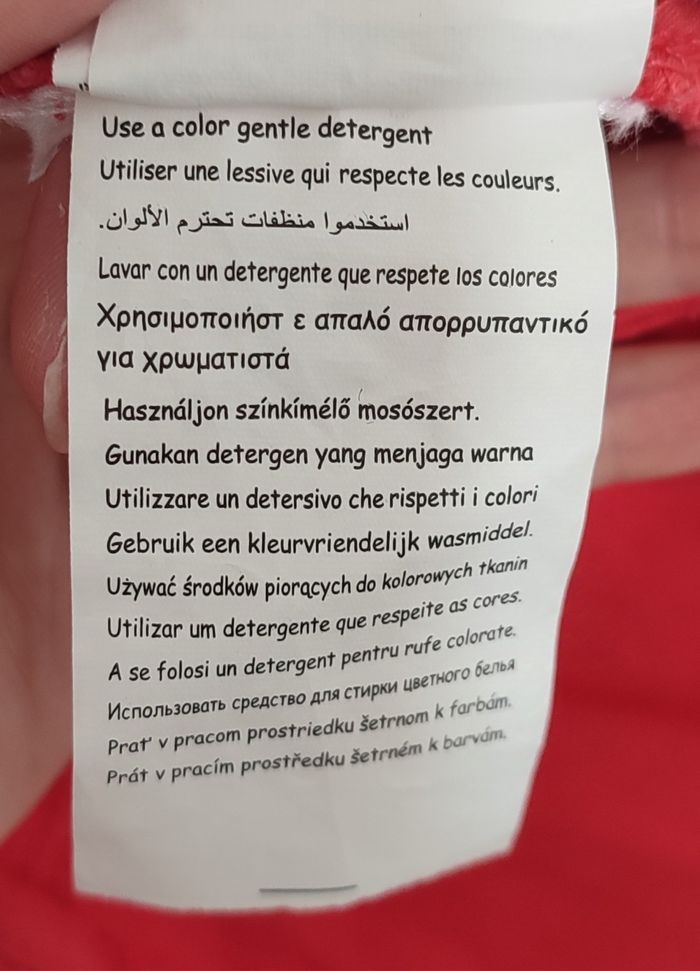 Use a color gentle detergent
Utiliser une lessive qui respecte les couleurs.
استخدموا منظفات تحترم الألوان.
Lavar con un detergente que respete los colores
Χρησιμοποιήστ ε απαλό απορρυπαντικό
για χρωματιστά
Használjon színkímélő mosószert.
Gunakan detergen yang menjaga warna
Utilizzare un detersivo che rispetti i colori
Gebruik een kleurvriendelijk wasmiddel.
Używać środków piorących do kolorowych tkanin
Utilizar um detergente que respeite as cores.
A se folosi un detergent pentru rufe colorate.
Использовать средство для стирки цветного белья
Prať v pracom prostriedku šetrnom k farbám.
Prát v pracím prostředku šetrném k barvám.